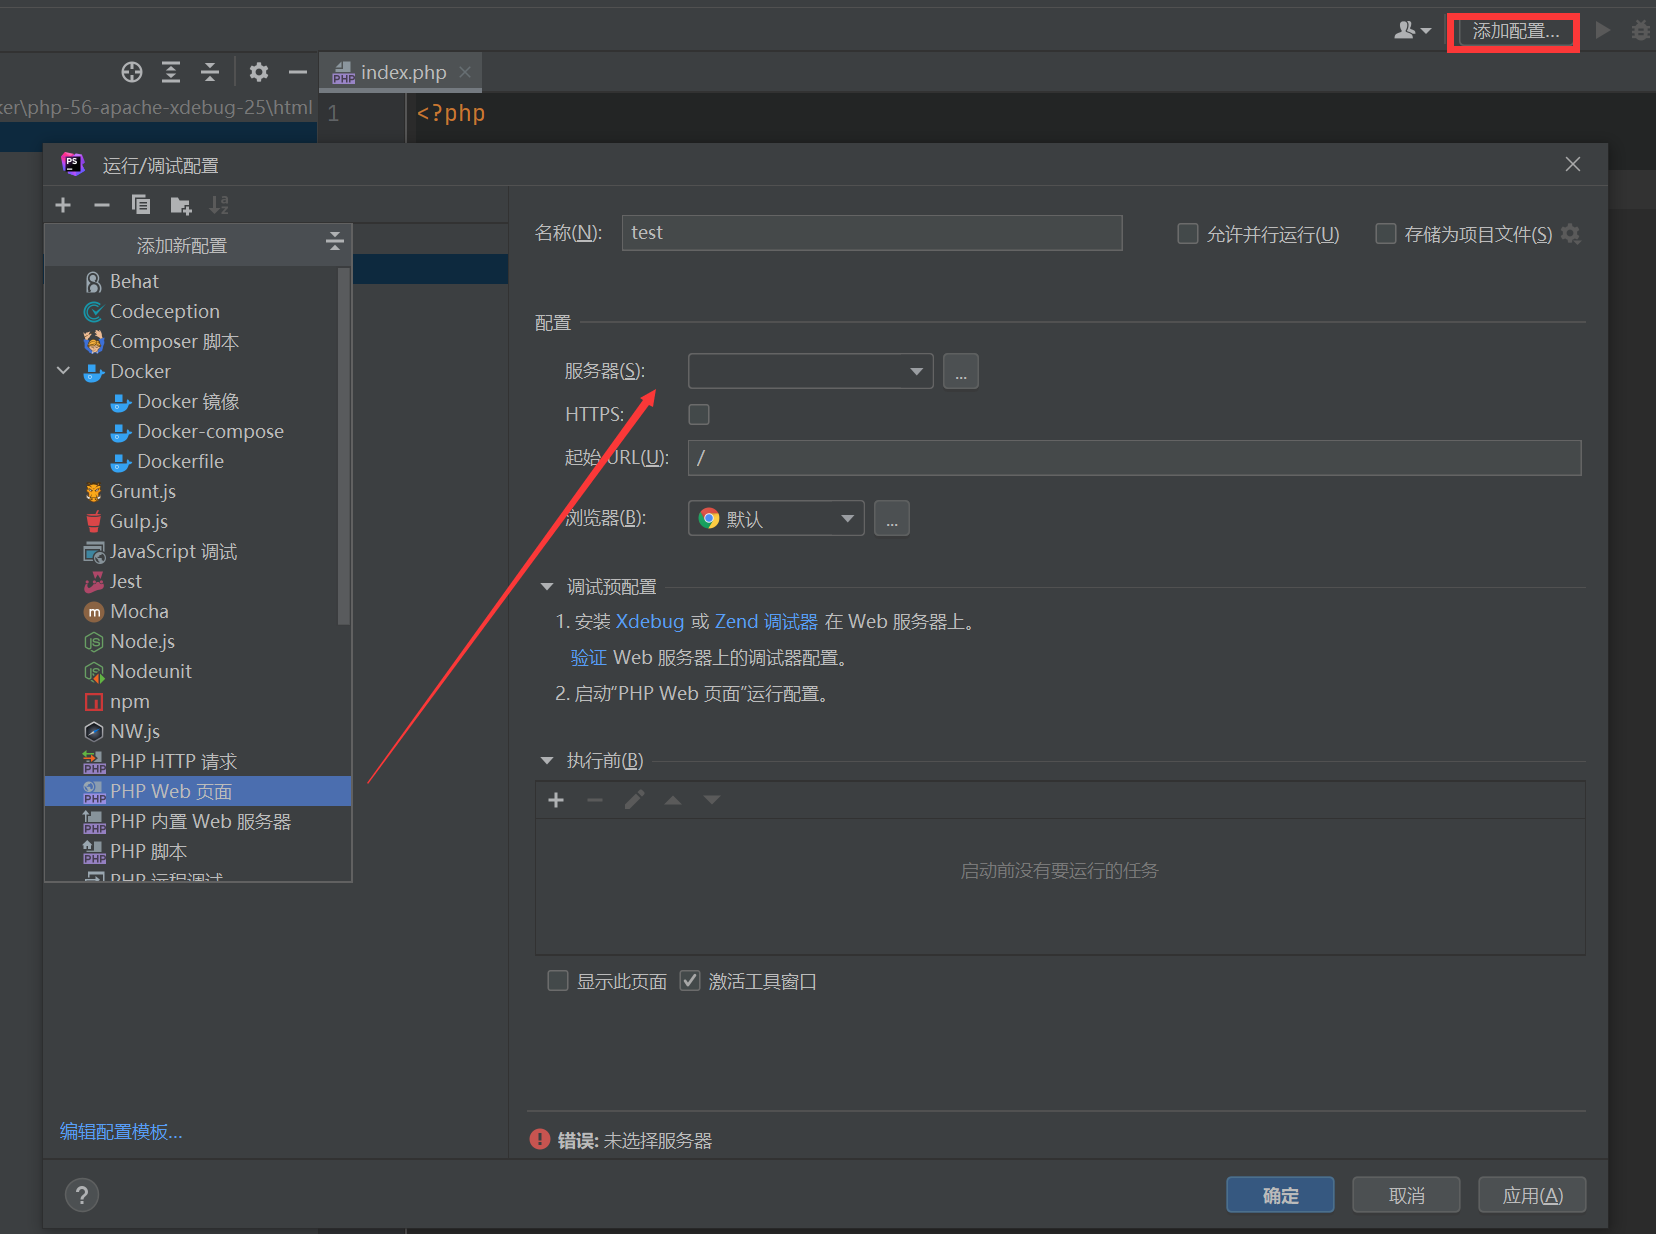 添加配置...
index.php
ker\php-56-apache-xdebug-25\html
1
<?php
运行/调试配置
添加新配置
Behat
Codeception
Composer 脚本
Docker
Docker 镜像
Docker-compose
Dockerfile
Grunt.js
Gulp.js
JavaScript 调试
Jest
Mocha
Node.js
Nodeunit
npm
NW.js
PHP HTTP 请求
PHP Web 页面
PHP 内置 Web 服务器
PHP 脚本
PHP 远程调试
编辑配置模板...
名称(N):
test
允许并行运行(U)
存储为项目文件(S)
配置
服务器(S):
...
HTTPS:
起始 URL(U):
/
浏览器(B):
默认
...
调试预配置
1. 安装 Xdebug 或 Zend 调试器 在 Web 服务器上。
验证 Web 服务器上的调试器配置。
2. 启动“PHP Web 页面”运行配置。
执行前(B)
启动前没有要运行的任务
显示此页面
激活工具窗口
错误: 未选择服务器
?
确定
取消
应用(A)